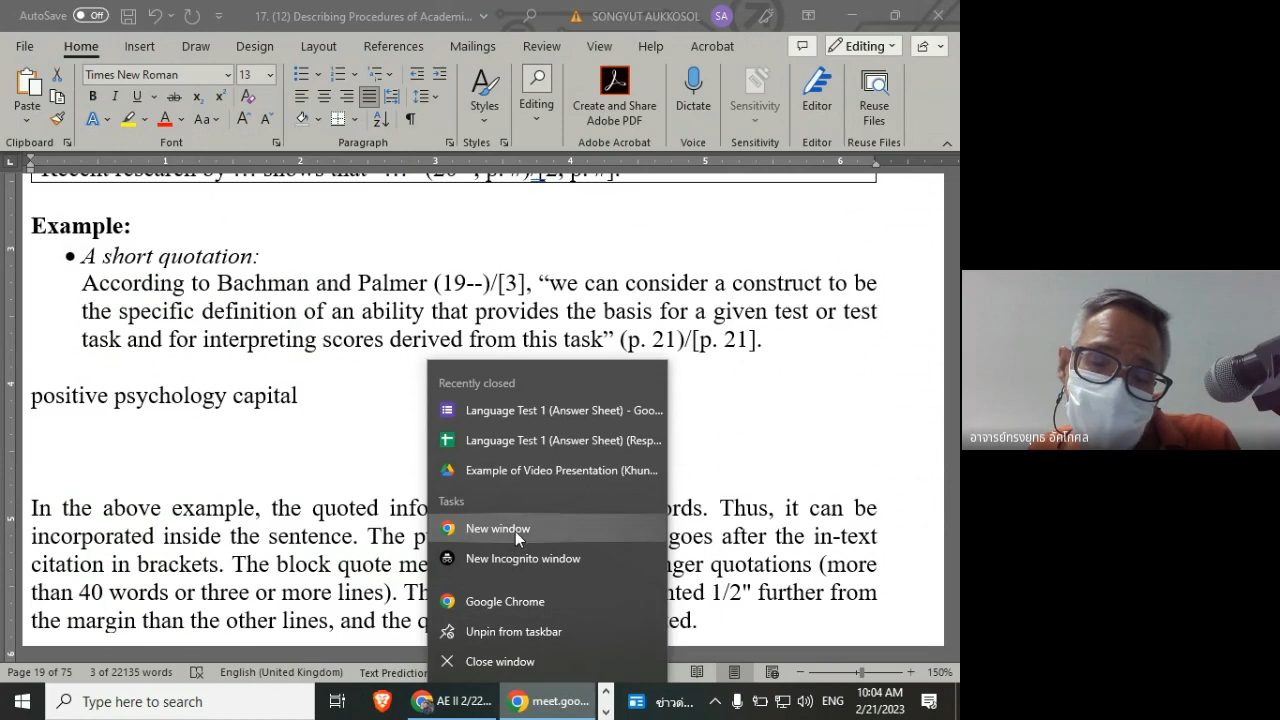 AutoSave Off 17. (12) Describing Procedures of Academi... Search SONGYUT AUKKOSOL SA
File Home Insert Draw Design Layout References Mailings Review View Help Acrobat Editing
Paste
Times New Roman 13
Styles
Editing
Create and Share Adobe PDF
Dictate
Sensitivity
Editor
Reuse Files
Clipboard Font Paragraph Styles Adobe Acrobat Voice Sensitivity Editor Reuse Files
1 2 3 4 5 6
Example:
• A short quotation:
According to Bachman and Palmer (19--)/[3], “we can consider a construct to be
the specific definition of an ability that provides the basis for a given test or test
task and for interpreting scores derived from this task” (p. 21)/[p. 21].
positive psychology capital
In the above example, the quoted info
ords. Thus, it can be
incorporated inside the sentence. The p
goes after the in-text
citation in brackets. The block quote me
nger quotations (more
than 40 words or three or more lines). Th
nted 1/2" further from
the margin than the other lines, and the q
ed.
Recently closed
Language Test 1 (Answer Sheet) - Goo...
Language Test 1 (Answer Sheet) (Resp...
Example of Video Presentation (Khun...
Tasks
New window
New Incognito window
Google Chrome
Unpin from taskbar
Close window
อาจารย์ทรงยุทธ อัคโกศล
Page 19 of 75 3 of 22135 words English (United Kingdom) Text Prediction 150%
Type here to search AE II 2/22... meet.goo... ข่าวต่... ENG 10:04 AM
2/21/2023